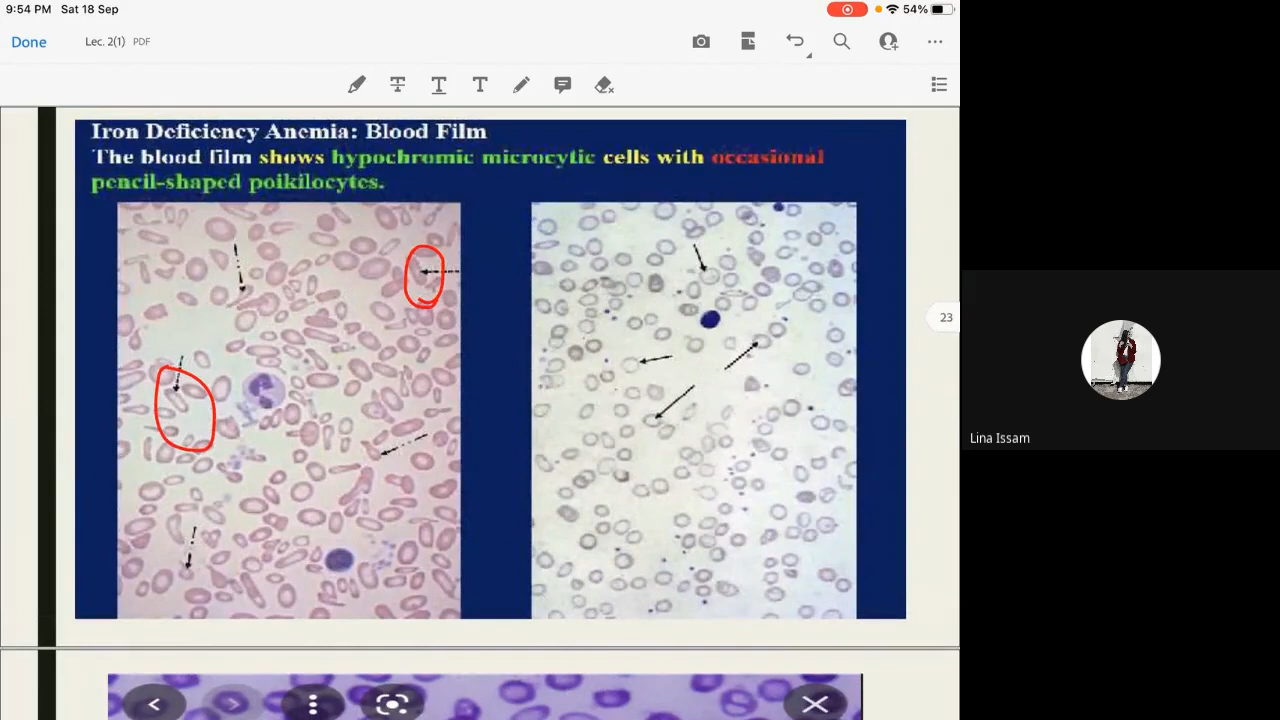 9:54 PM Sat 18 Sep
54%
Done
Lec. 2(1) PDF
Iron Deficiency Anemia: Blood Film
The blood film shows hypochromic microcytic cells with occasional
pencil-shaped poikilocytes.
23
Lina Issam